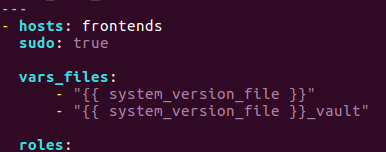 ---
- hosts: frontends
  sudo: true

  vars_files:
      - "{{ system_version_file }}"
      - "{{ system_version_file }}_vault"

  roles: